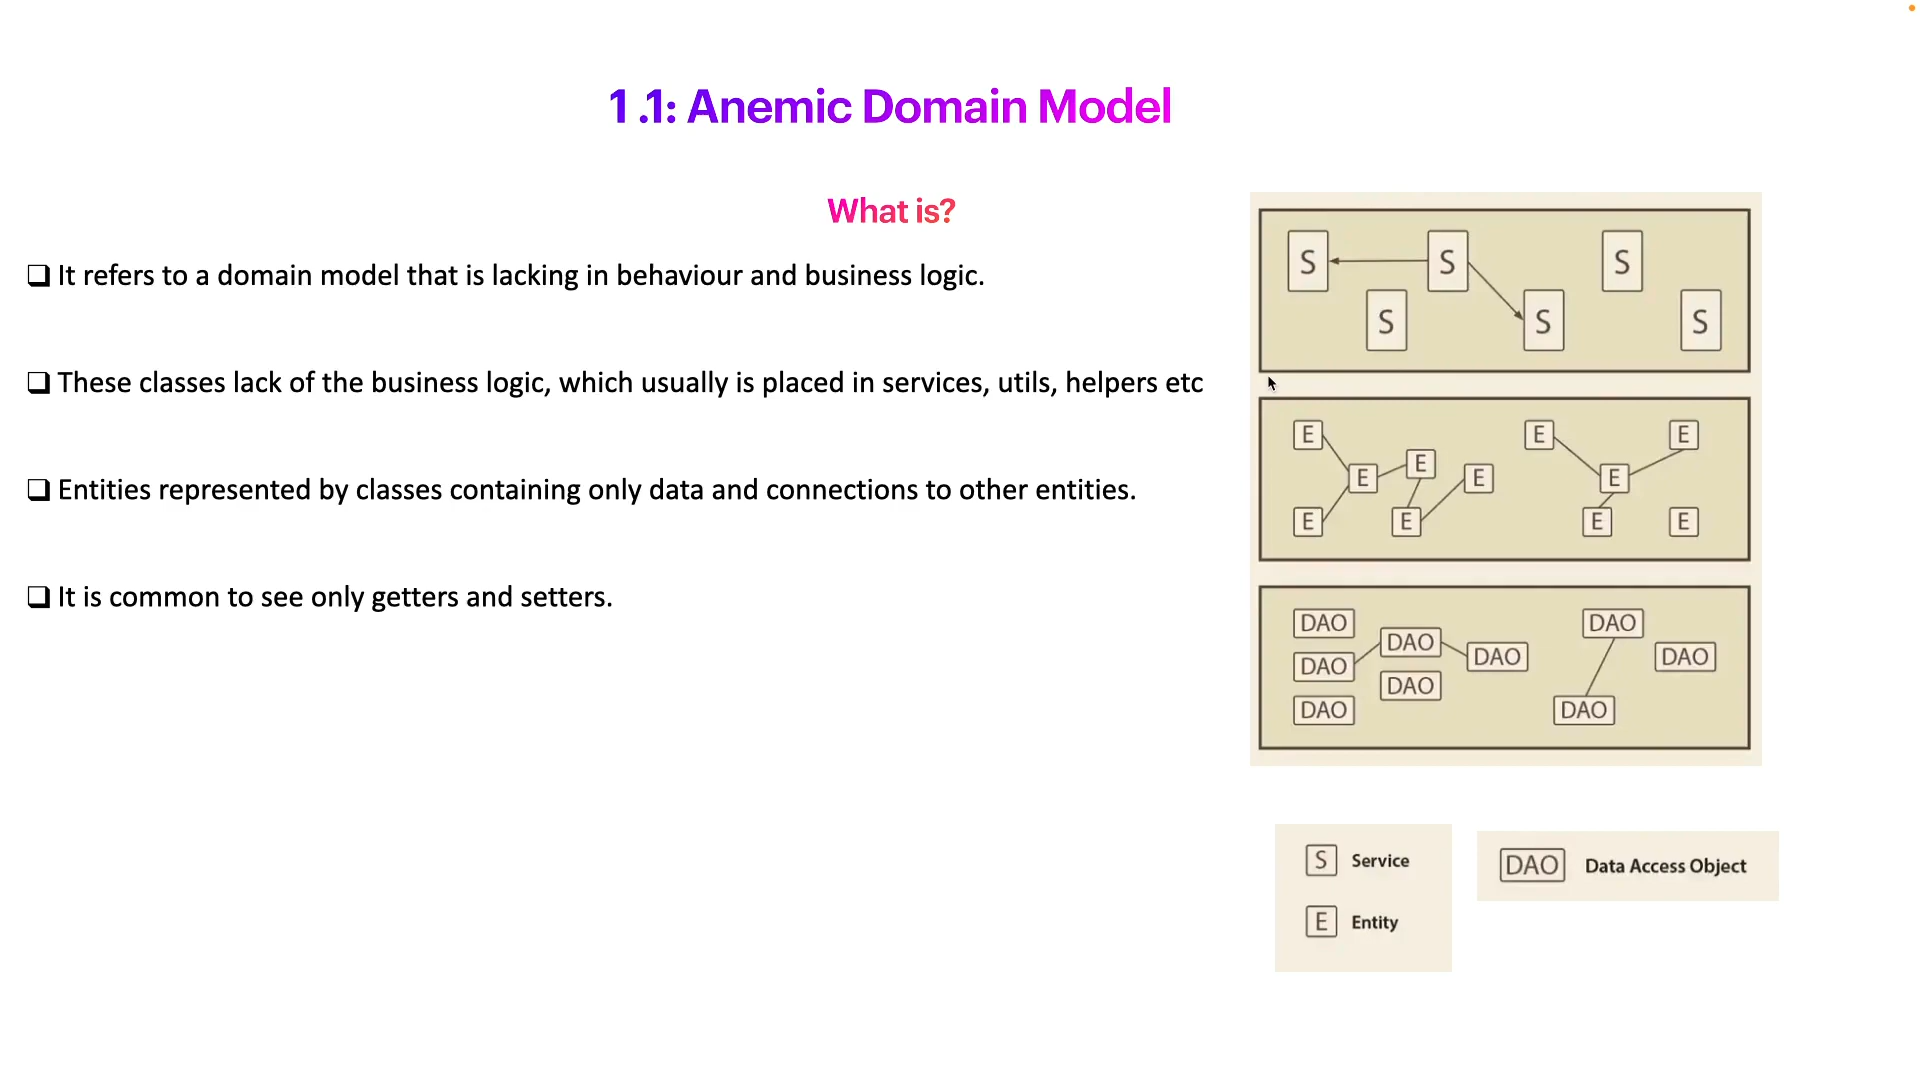 1.1: Anemic Domain Model
What is?
❑ It refers to a domain model that is lacking in behaviour and business logic.
❑ These classes lack of the business logic, which usually is placed in services, utils, helpers etc
❑ Entities represented by classes containing only data and connections to other entities.
❑ It is common to see only getters and setters.
S S S
S S S
E E E
E E E E
E E E E
DAO DAO
DAO DAO DAO
DAO DAO
DAO DAO
S Service
E Entity
DAO Data Access Object